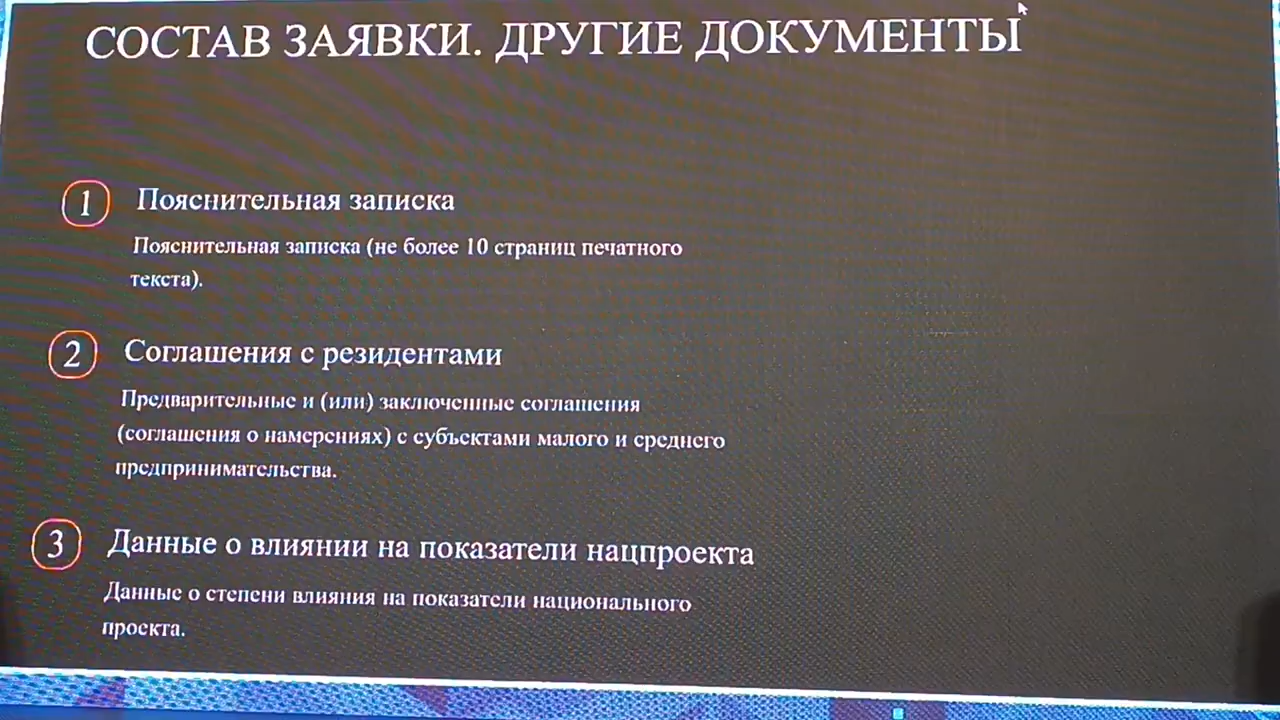 СОСТАВ ЗАЯВКИ. ДРУГИЕ ДОКУМЕНТЫ
1 Пояснительная записка
Пояснительная записка (не более 10 страниц печатного
текста).
2 Соглашения с резидентами
Предварительные и (или) заключенные соглашения
(соглашения о намерениях) с субъектами малого и среднего
предпринимательства.
3 Данные о влиянии на показатели нацпроекта
Данные о степени влияния на показатели национального
проекта.